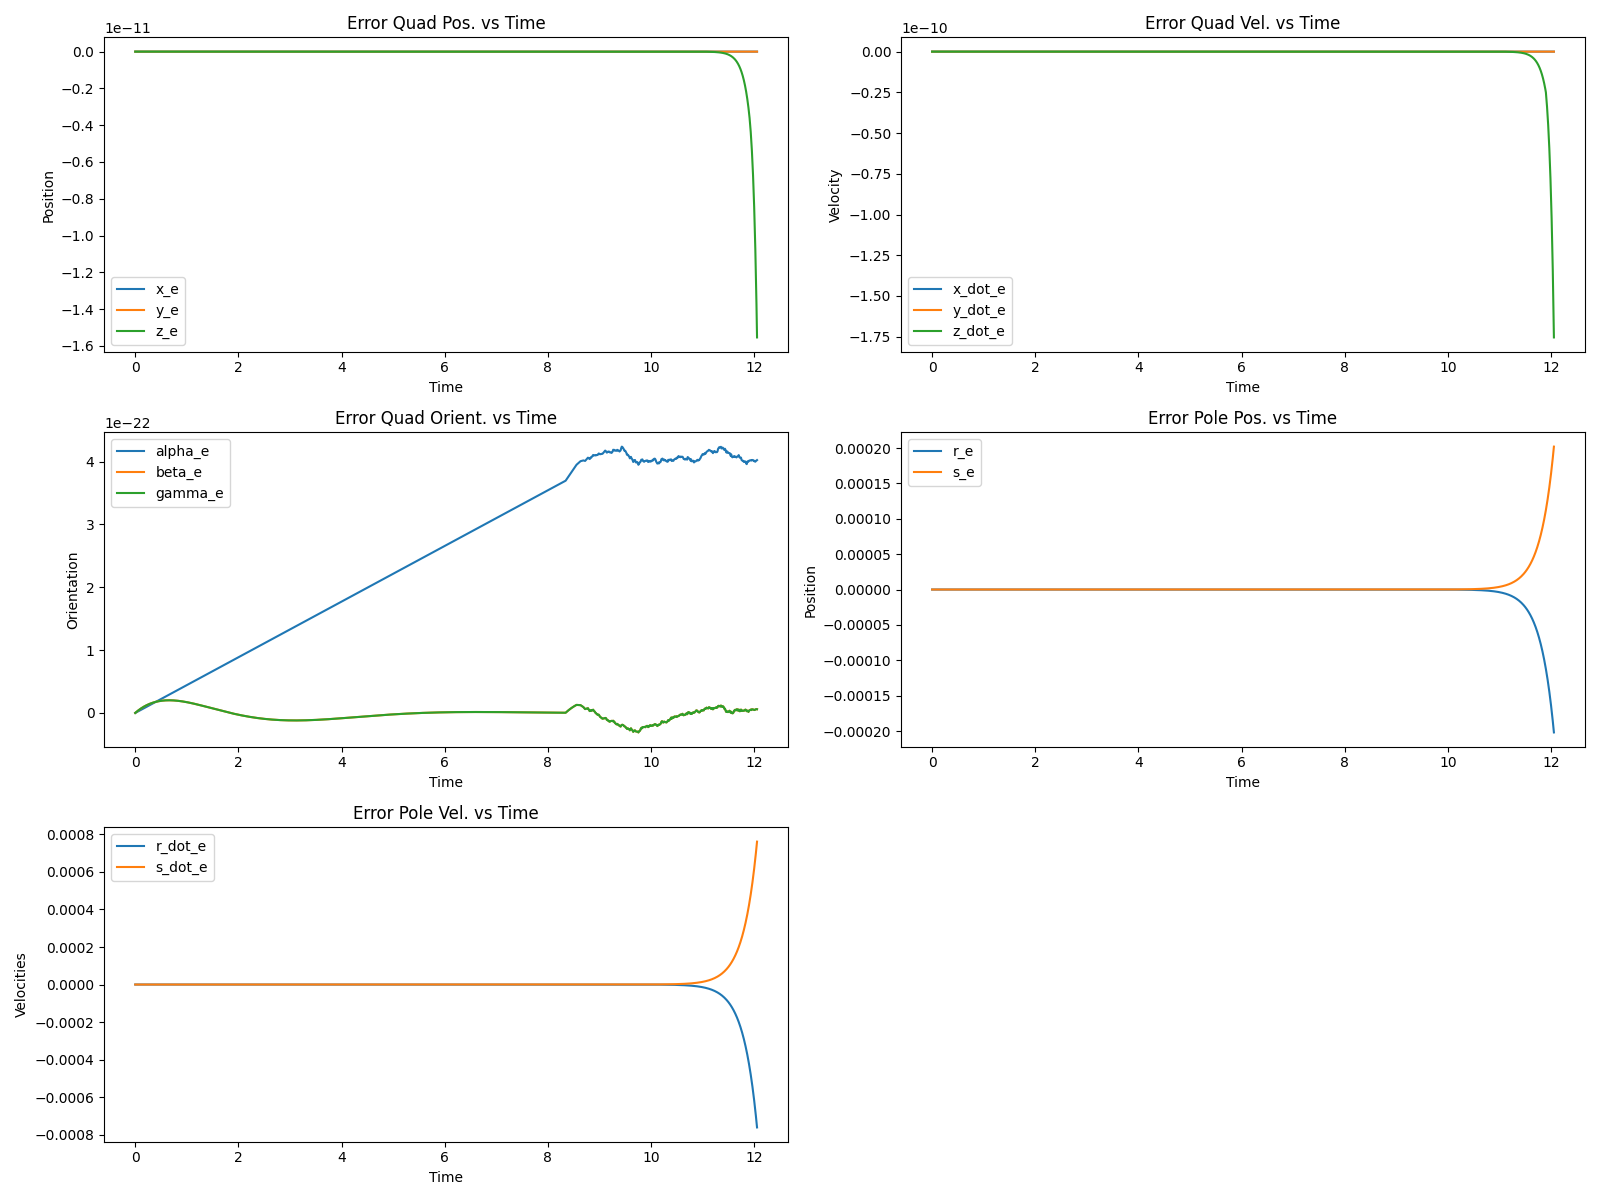 Error Quad Pos. vs Time
1e−11
0.0
−0.2
−0.4
−0.6
−0.8
−1.0
−1.2
−1.4
−1.6
Position
x_e
y_e
z_e
0 2 4 6 8 10 12
Time
Error Quad Vel. vs Time
1e−10
0.00
−0.25
−0.50
−0.75
−1.00
−1.25
−1.50
−1.75
Velocity
x_dot_e
y_dot_e
z_dot_e
0 2 4 6 8 10 12
Time
Error Quad Orient. vs Time
1e−22
4
3
2
1
0
Orientation
alpha_e
beta_e
gamma_e
0 2 4 6 8 10 12
Time
Error Pole Pos. vs Time
0.00020
0.00015
0.00010
0.00005
0.00000
−0.00005
−0.00010
−0.00015
−0.00020
Position
r_e
s_e
0 2 4 6 8 10 12
Time
Error Pole Vel. vs Time
0.0008
0.0006
0.0004
0.0002
0.0000
−0.0002
−0.0004
−0.0006
−0.0008
Velocities
r_dot_e
s_dot_e
0 2 4 6 8 10 12
Time